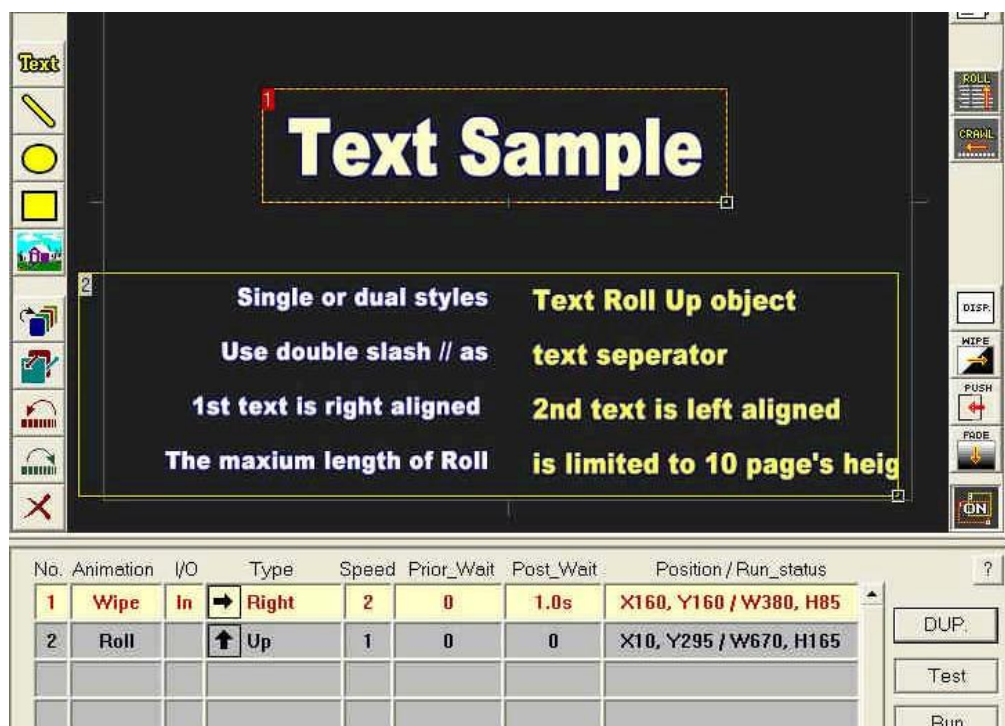 Text
ROLL
CRAWL
1
Text Sample
2
Single or dual styles Text Roll Up object
Use double slash // as text seperator
1st text is right aligned 2nd text is left aligned
The maxium length of Roll is limited to 10 page's heig
DISP.
WIPE
PUSH
FADE
ON
No. Animation I/O Type Speed Prior_Wait Post_Wait Position / Run_status ?
1 Wipe In Right 2 0 1.0s X160, Y160 / W380, H85
2 Roll Up 1 0 0 X10, Y295 / W670, H165
DUP.
Test
Run